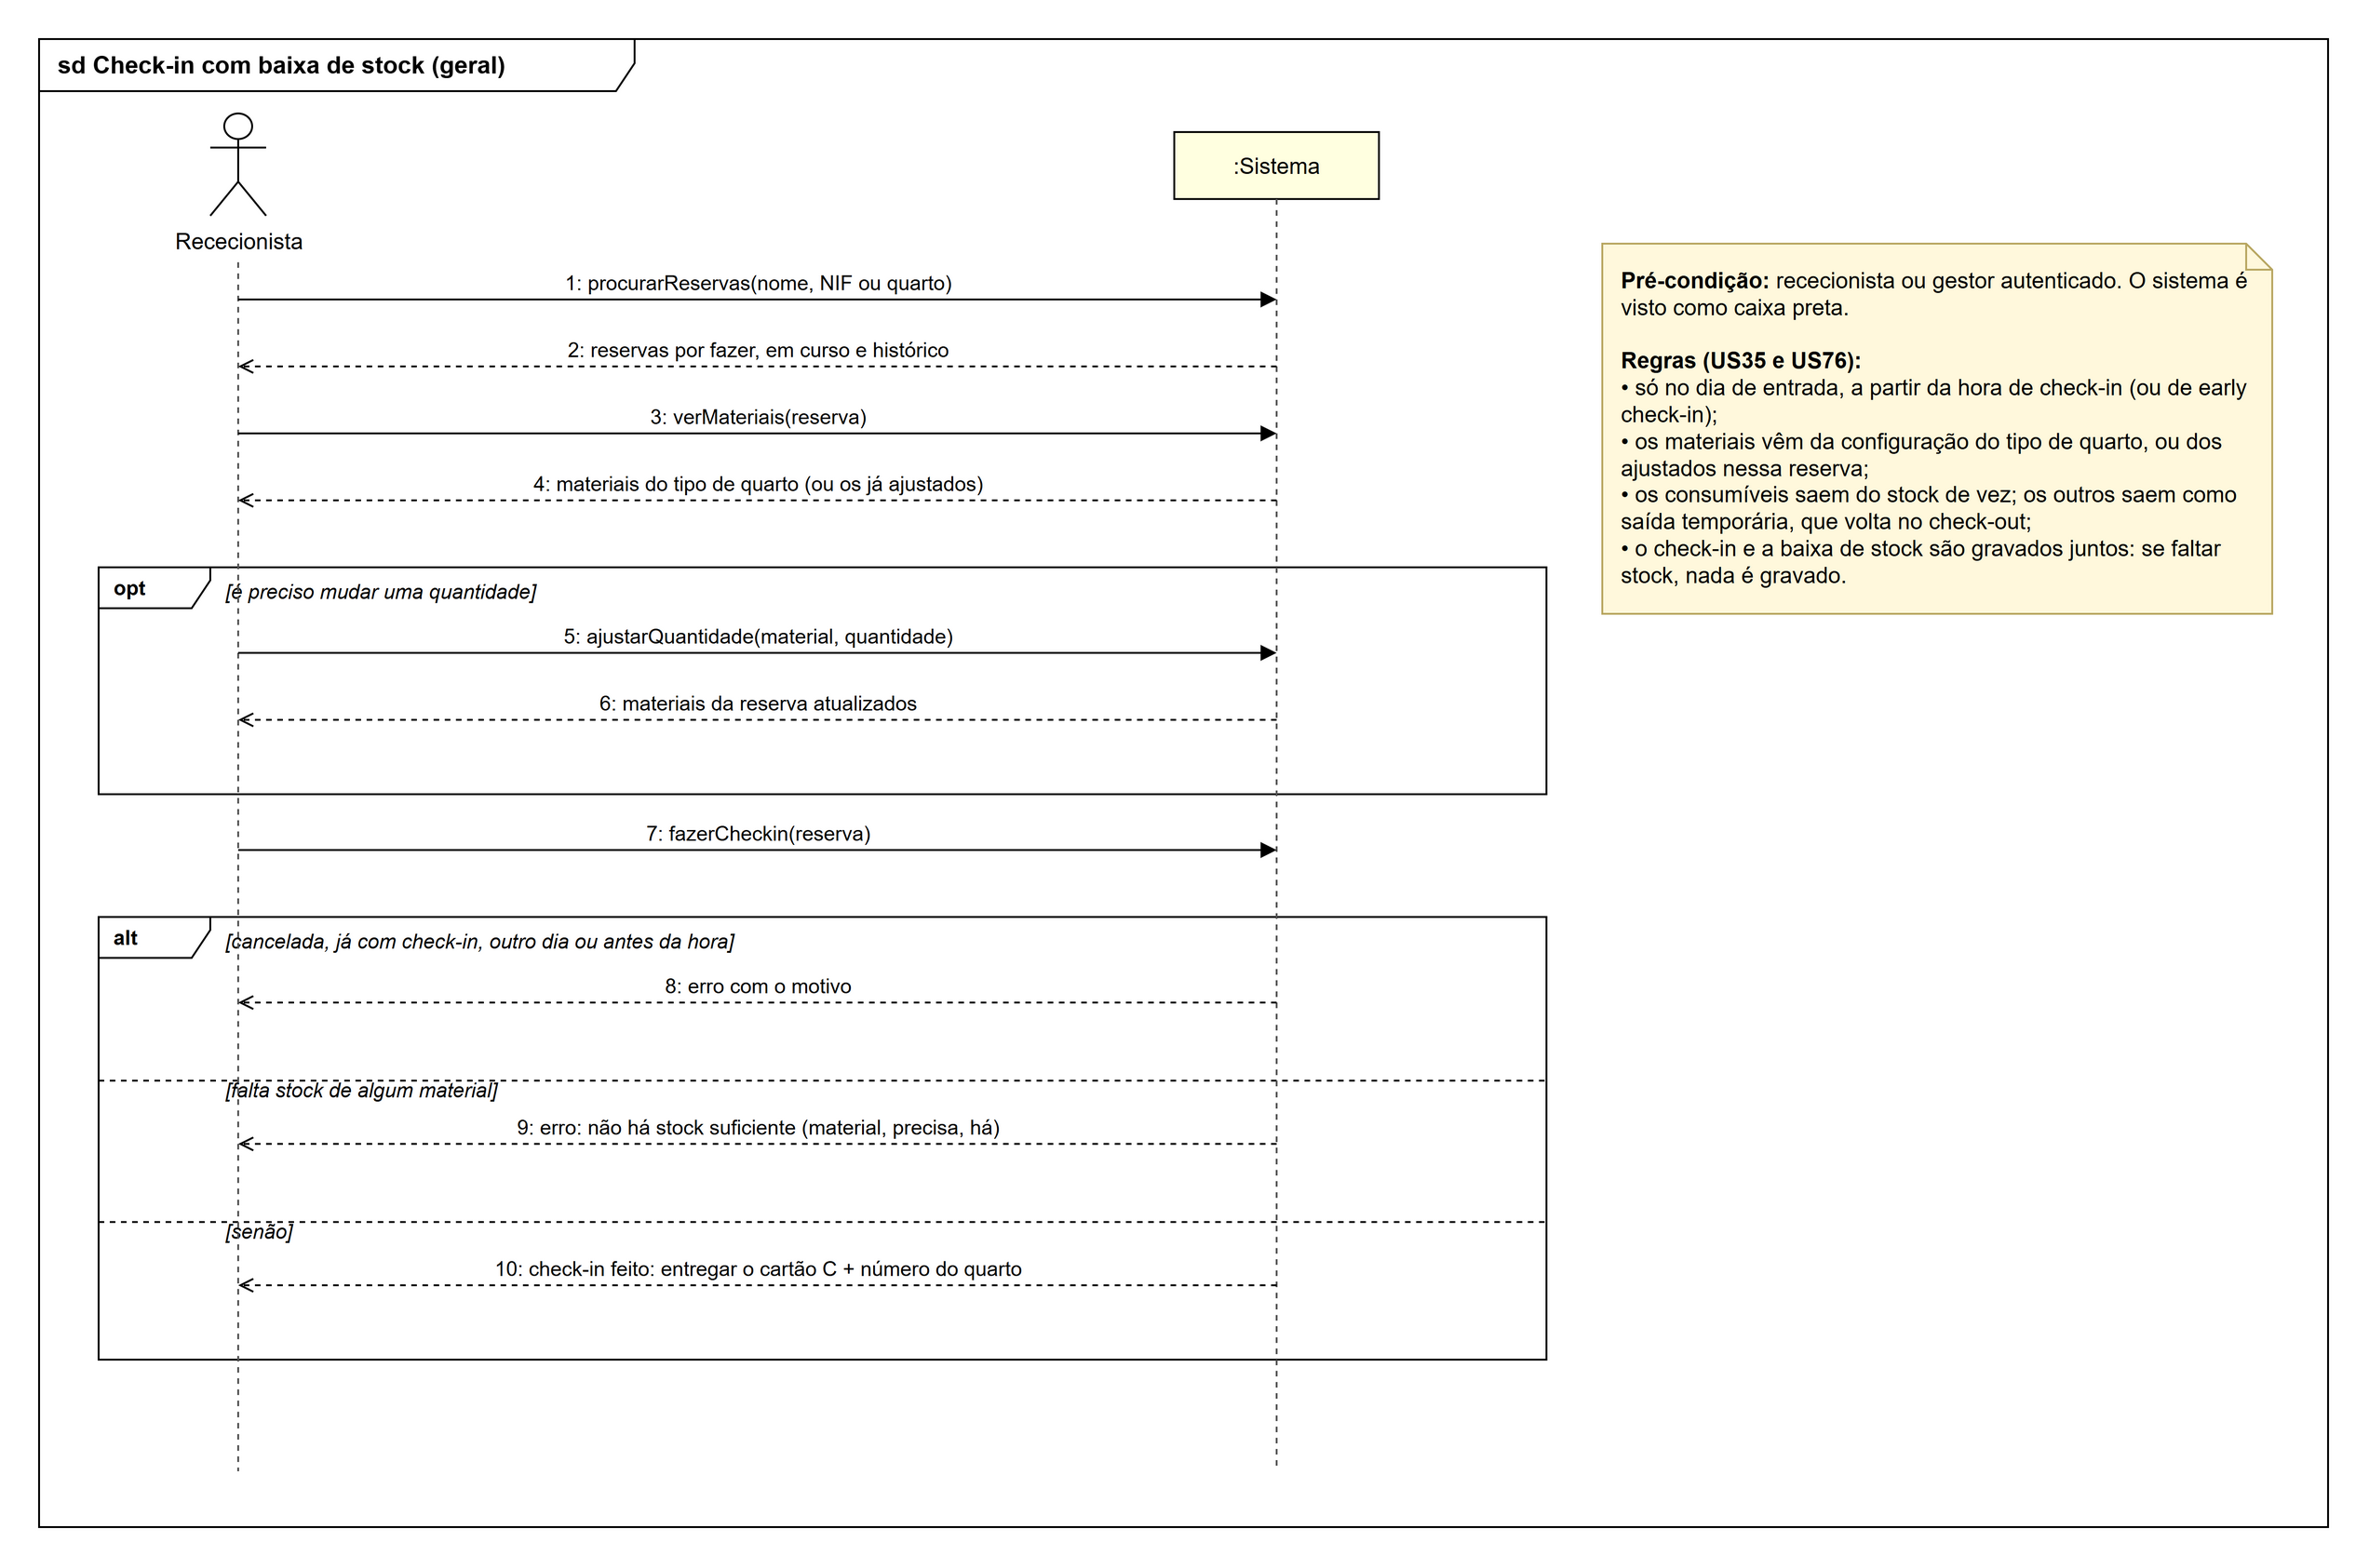 sd Check-in com baixa de stock (geral)
:Sistema
Rececionista
1: procurarReservas(nome, NIF ou quarto)
2: reservas por fazer, em curso e histórico
3: verMateriais(reserva)
4: materiais do tipo de quarto (ou os já ajustados)
Pré-condição: rececionista ou gestor autenticado. O sistema é
visto como caixa preta.
Regras (US35 e US76):
• só no dia de entrada, a partir da hora de check-in (ou de early
check-in);
• os materiais vêm da configuração do tipo de quarto, ou dos
ajustados nessa reserva;
• os consumíveis saem do stock de vez; os outros saem como
saída temporária, que volta no check-out;
• o check-in e a baixa de stock são gravados juntos: se faltar
stock, nada é gravado.
opt
[é preciso mudar uma quantidade]
5: ajustarQuantidade(material, quantidade)
6: materiais da reserva atualizados
7: fazerCheckin(reserva)
alt
[cancelada, já com check-in, outro dia ou antes da hora]
8: erro com o motivo
[falta stock de algum material]
9: erro: não há stock suficiente (material, precisa, há)
[senão]
10: check-in feito: entregar o cartão C + número do quarto